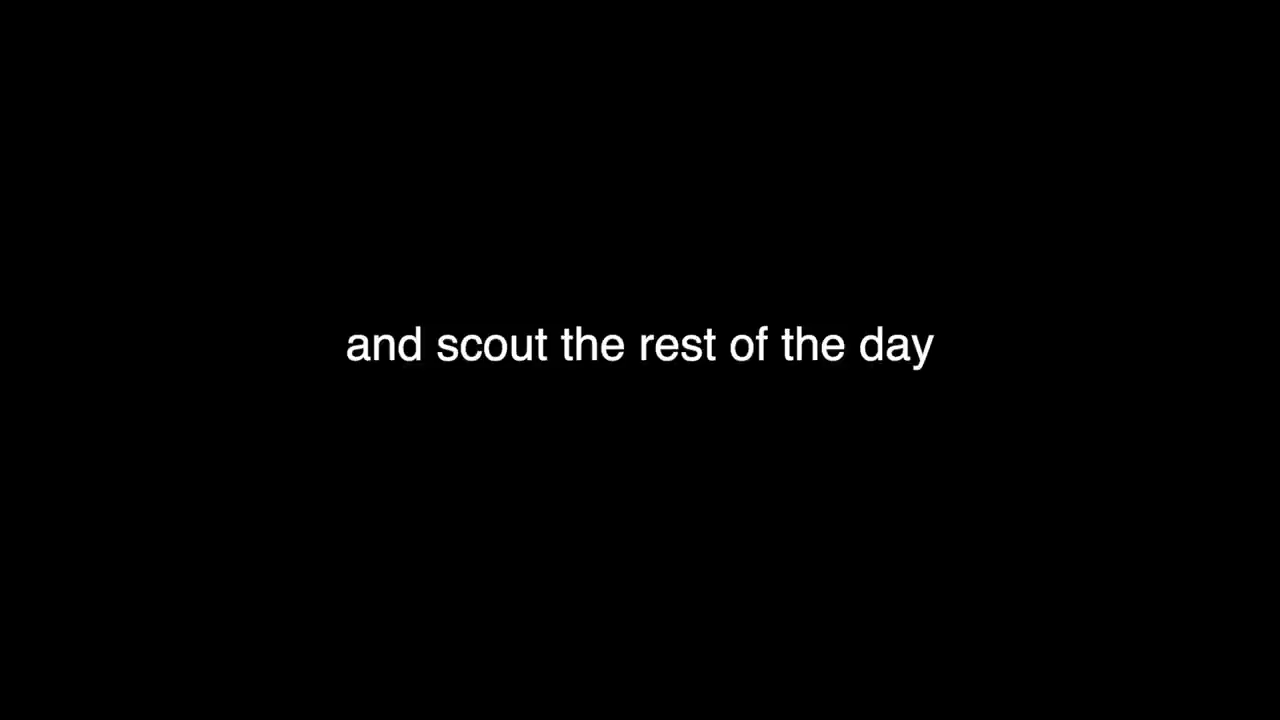 and scout the rest of the day